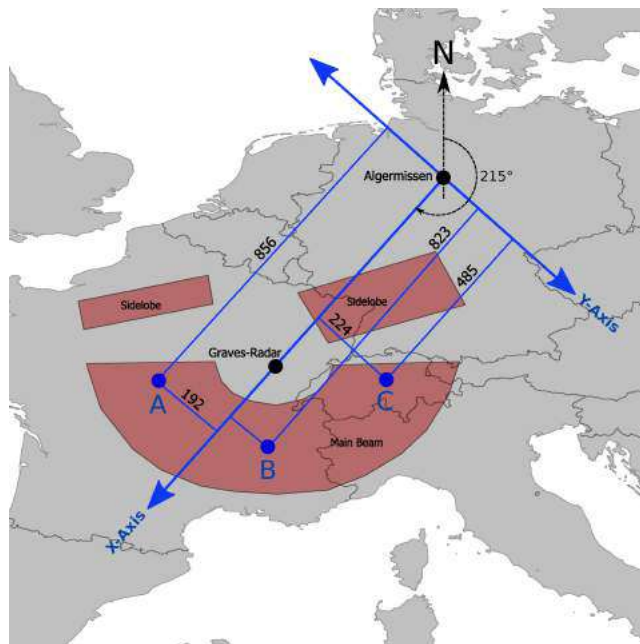 N
Algermissen
215°
856
823
485
Sidelobe
Sidelobe
224
Y-Axis
Graves-Radar
A
192
C
B
Main Beam
X-Axis